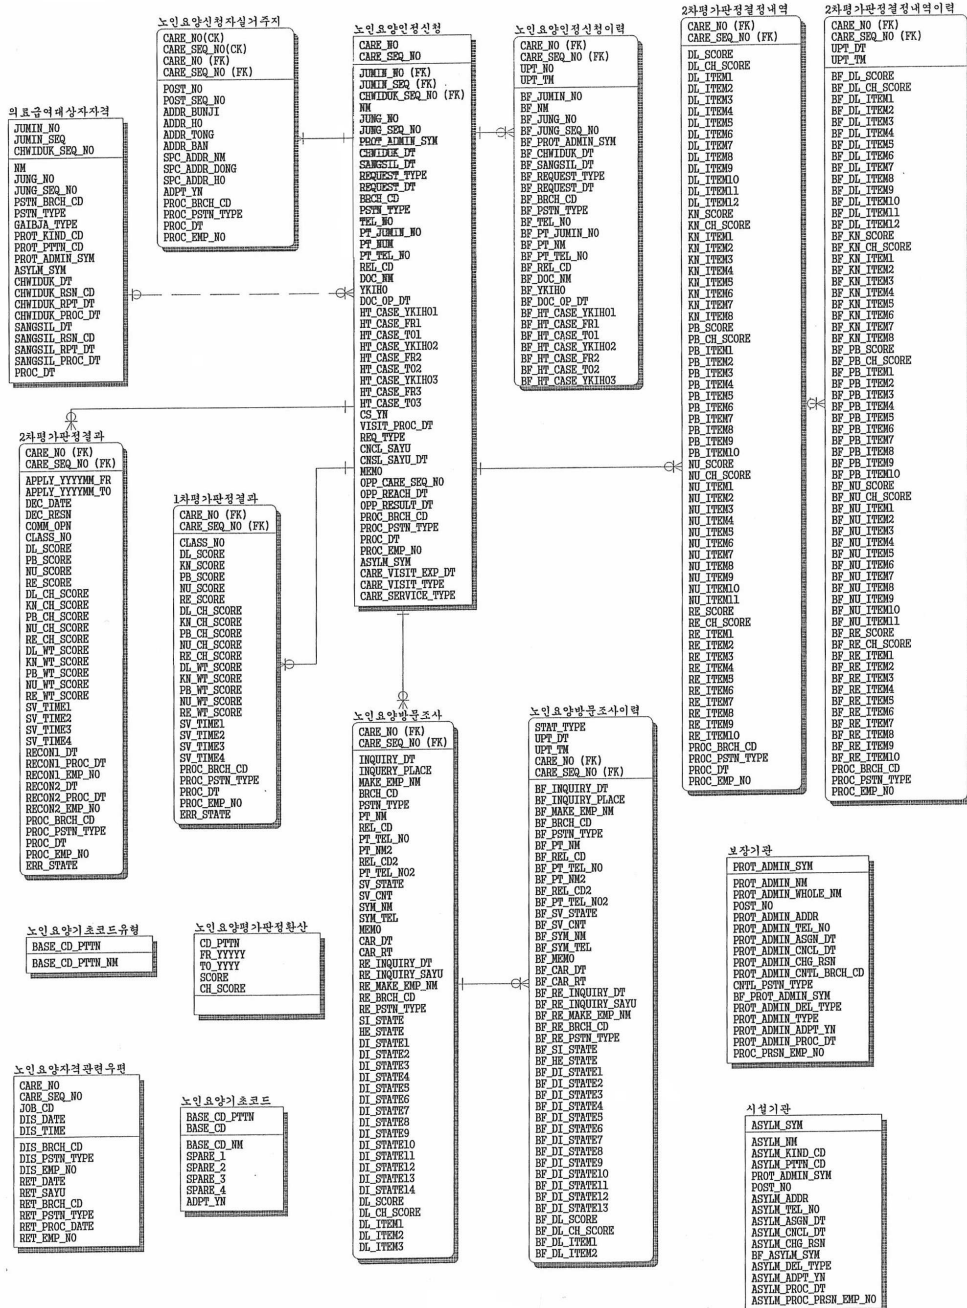 노인요양신청자실거주지
CARE_NO(CK)
CARE_SEQ_NO(CK)
CARE_NO (FK)
CARE_SEQ_NO (FK)
POST_NO
POST_SEQ_NO
ADDR_BUNJI
ADDR_HO
ADDR_TONG
ADDR_BAN
SPC_ADDR_NM
SPC_ADDR_DONG
SPC_ADDR_HO
ADPT_YN
PROC_BRCH_CD
PROC_PSTN_TYPE
PROC_DT
PROC_EMP_NO
노인요양인정신청
CARE_NO
CARE_SEQ_NO
JUMIN_NO (FK)
JUMIN_SEQ (FK)
CHWIDUK_SEQ_NO (FK)
NM
JUNG_NO
JUNG_SEQ_NO
PROT_ADMIN_SYM
CHWIDUK_DT
SANGSIL_DT
REQUEST_TYPE
REQUEST_DT
BRCH_CD
PSTN_TYPE
TEL_NO
PT_JUMIN_NO
PT_NUM
PT_TEL_NO
REL_CD
DOC_NM
YKIHO
DOC_OP_DT
HT_CASE_YKIHO1
HT_CASE_FR1
HT_CASE_TO1
HT_CASE_YKIHO2
HT_CASE_FR2
HT_CASE_TO2
HT_CASE_YKIHO3
HT_CASE_FR3
HT_CASE_TO3
CS_YN
VISIT_PROC_DT
REQ_TYPE
CNCL_SAYU
CNSL_SAYU_DT
MEMO
OPP_CARE_SEQ_NO
OPP_REACH_DT
OPP_RESULT_DT
PROC_BRCH_CD
PROC_PSTN_TYPE
PROC_DT
PROC_EMP_NO
ASYLM_SYM
CARE_VISIT_EXP_DT
CARE_VISIT_TYPE
CARE_SERVICE_TYPE
노인요양인정신청이력
CARE_NO (FK)
CARE_SEQ_NO (FK)
UPT_NO
UPT_TM
BF_JUMIN_NO
BF_NM
BF_JUNG_NO
BF_JUNG_SEQ_NO
BF_PROT_ADMIN_SYM
BF_CHWIDUK_DT
BF_SANGSIL_DT
BF_REQUEST_TYPE
BF_REQUEST_DT
BF_BRCH_CD
BF_PSTN_TYPE
BF_TEL_NO
BF_PT_JUMIN_NO
BF_PT_NM
BF_PT_TEL_NO
BF_REL_CD
BF_DOC_NM
BF_YKIHO
BF_DOC_OP_DT
BF_HT_CASE_YKIHO1
BF_HT_CASE_FR1
BF_HT_CASE_TO1
BF_HT_CASE_YKIHO2
BF_HT_CASE_FR2
BF_HT_CASE_TO2
BF_HT_CASE_YKIHO3
2차평가판정결정내역
CARE_NO (FK)
CARE_SEQ_NO (FK)
DL_SCORE
DL_CH_SCORE
DL_ITEM1
DL_ITEM2
DL_ITEM3
DL_ITEM4
DL_ITEM5
DL_ITEM6
DL_ITEM7
DL_ITEM8
DL_ITEM9
DL_ITEM10
DL_ITEM11
DL_ITEM12
KN_SCORE
KN_CH_SCORE
KN_ITEM1
KN_ITEM2
KN_ITEM3
KN_ITEM4
KN_ITEM5
KN_ITEM6
KN_ITEM7
KN_ITEM8
PB_SCORE
PB_CH_SCORE
PB_ITEM1
PB_ITEM2
PB_ITEM3
PB_ITEM4
PB_ITEM5
PB_ITEM6
PB_ITEM7
PB_ITEM8
PB_ITEM9
PB_ITEM10
NU_SCORE
NU_CH_SCORE
NU_ITEM1
NU_ITEM2
NU_ITEM3
NU_ITEM4
NU_ITEM5
NU_ITEM6
NU_ITEM7
NU_ITEM8
NU_ITEM9
NU_ITEM10
NU_ITEM11
RE_SCORE
RE_CH_SCORE
RE_ITEM1
RE_ITEM2
RE_ITEM3
RE_ITEM4
RE_ITEM5
RE_ITEM6
RE_ITEM7
RE_ITEM8
RE_ITEM9
RE_ITEM10
PROC_BRCH_CD
PROC_PSTN_TYPE
PROC_DT
PROC_EMP_NO
2차평가판정결정내역이력
CARE_NO (FK)
CARE_SEQ_NO (FK)
UPT_DT
UPT_TM
BF_DL_SCORE
BF_DL_CH_SCORE
BF_DL_ITEM1
BF_DL_ITEM2
BF_DL_ITEM3
BF_DL_ITEM4
BF_DL_ITEM5
BF_DL_ITEM6
BF_DL_ITEM7
BF_DL_ITEM8
BF_DL_ITEM9
BF_DL_ITEM10
BF_DL_ITEM11
BF_DL_ITEM12
BF_KN_SCORE
BF_KN_CH_SCORE
BF_KN_ITEM1
BF_KN_ITEM2
BF_KN_ITEM3
BF_KN_ITEM4
BF_KN_ITEM5
BF_KN_ITEM6
BF_KN_ITEM7
BF_KN_ITEM8
BF_PB_SCORE
BF_PB_CH_SCORE
BF_PB_ITEM1
BF_PB_ITEM2
BF_PB_ITEM3
BF_PB_ITEM4
BF_PB_ITEM5
BF_PB_ITEM6
BF_PB_ITEM7
BF_PB_ITEM8
BF_PB_ITEM9
BF_PB_ITEM10
BF_NU_SCORE
BF_NU_CH_SCORE
BF_NU_ITEM1
BF_NU_ITEM2
BF_NU_ITEM3
BF_NU_ITEM4
BF_NU_ITEM5
BF_NU_ITEM6
BF_NU_ITEM7
BF_NU_ITEM8
BF_NU_ITEM9
BF_NU_ITEM10
BF_NU_ITEM11
BF_RE_SCORE
BF_RE_CH_SCORE
BF_RE_ITEM1
BF_RE_ITEM2
BF_RE_ITEM3
BF_RE_ITEM4
BF_RE_ITEM5
BF_RE_ITEM6
BF_RE_ITEM7
BF_RE_ITEM8
BF_RE_ITEM9
BF_RE_ITEM10
PROC_BRCH_CD
PROC_PSTN_TYPE
PROC_EMP_NO
의료급여대상자자격
JUMIN_NO
JUMIN_SEQ
CHWIDUK_SEQ_NO
NM
JUNG_NO
JUNG_SEQ_NO
PSTN_BRCH_CD
PSTN_TYPE
GAIBJA_TYPE
PROT_KIND_CD
PROT_PTTN_CD
PROT_ADMIN_SYM
ASYLM_SYM
CHWIDUK_DT
CHWIDUK_RSN_CD
CHWIDUK_RPT_DT
CHWIDUK_PROC_DT
SANGSIL_DT
SANGSIL_RSN_CD
SANGSIL_RPT_DT
SANGSIL_PROC_DT
PROC_DT
2차평가판정결과
CARE_NO (FK)
CARE_SEQ_NO (FK)
APPLY_YYYYMM_FR
APPLY_YYYYMM_TO
DEC_DATE
DEC_RESN
COMM_OPN
CLASS_NO
DL_SCORE
PB_SCORE
NU_SCORE
RE_SCORE
DL_CH_SCORE
KN_CH_SCORE
PB_CH_SCORE
NU_CH_SCORE
RE_CH_SCORE
DL_WT_SCORE
KN_WT_SCORE
PB_WT_SCORE
NU_WT_SCORE
RE_WT_SCORE
SV_TIME1
SV_TIME2
SV_TIME3
SV_TIME4
RECON1_DT
RECON1_PROC_DT
RECON1_EMP_NO
RECON2_DT
RECON2_PROC_DT
RECON2_EMP_NO
PROC_BRCH_CD
PROC_PSTN_TYPE
PROC_DT
PROC_EMP_NO
ERR_STATE
1차평가판정결과
CARE_NO (FK)
CARE_SEQ_NO (FK)
CLASS_NO
DL_SCORE
KN_SCORE
PB_SCORE
NU_SCORE
RE_SCORE
DL_CH_SCORE
KN_CH_SCORE
PB_CH_SCORE
NU_CH_SCORE
RE_CH_SCORE
DL_WT_SCORE
KN_WT_SCORE
PB_WT_SCORE
NU_WT_SCORE
RE_WT_SCORE
SV_TIME1
SV_TIME2
SV_TIME3
SV_TIME4
PROC_BRCH_CD
PROC_PSTN_TYPE
PROC_DT
PROC_EMP_NO
ERR_STATE
노인요양방문조사
CARE_NO (FK)
CARE_SEQ_NO (FK)
INQUIRY_DT
INQUERY_PLACE
MAKE_EMP_NM
BRCH_CD
PSTN_TYPE
PT_NM
REL_CD
PT_TEL_NO
PT_NM2
REL_CD2
PT_TEL_NO2
SV_STATE
SV_CNT
SYM_NM
SYM_TEL
MEMO
CAR_DT
CAR_RT
RE_INQUIRY_DT
RE_INQUIRY_SAYU
RE_MAKE_EMP_NM
RE_BRCH_CD
RE_PSTN_TYPE
SI_STATE
HE_STATE
DI_STATE1
DI_STATE2
DI_STATE3
DI_STATE4
DI_STATE5
DI_STATE6
DI_STATE7
DI_STATE8
DI_STATE9
DI_STATE10
DI_STATE11
DI_STATE12
DI_STATE13
DI_STATE14
DL_SCORE
DL_CH_SCORE
DL_ITEM1
DL_ITEM2
DL_ITEM3
노인요양방문조사이력
STAT_TYPE
UPT_DT
UPT_TM
CARE_NO (FK)
CARE_SEQ_NO (FK)
BF_INQUIRY_DT
BF_INQUIRY_PLACE
BF_MAKE_EMP_NM
BF_BRCH_CD
BF_PSTN_TYPE
BF_PT_NM
BF_REL_CD
BF_PT_TEL_NO
BF_PT_NM2
BF_REL_CD2
BF_PT_TEL_NO2
BF_SV_STATE
BF_SV_CNT
BF_SYM_NM
BF_SYM_TEL
BF_MEMO
BF_CAR_DT
BF_CAR_RT
BF_RE_INQUIRY_DT
BF_RE_INQUIRY_SAYU
BF_RE_MAKE_EMP_NM
BF_RE_BRCH_CD
BF_RE_PSTN_TYPE
BF_SI_STATE
BF_HE_STATE
BF_DI_STATE1
BF_DI_STATE2
BF_DI_STATE3
BF_DI_STATE4
BF_DI_STATE5
BF_DI_STATE6
BF_DI_STATE7
BF_DI_STATE8
BF_DI_STATE9
BF_DI_STATE10
BF_DI_STATE11
BF_DI_STATE12
BF_DI_STATE13
BF_DL_SCORE
BF_DL_CH_SCORE
BF_DL_ITEM1
BF_DL_ITEM2
보장기관
PROT_ADMIN_SYM
PROT_ADMIN_NM
PROT_ADMIN_WHOLE_NM
POST_NO
PROT_ADMIN_ADDR
PROT_ADMIN_TEL_NO
PROT_ADMIN_ASGN_DT
PROT_ADMIN_CNCL_DT
PROT_ADMIN_CHG_RSN
PROT_ADMIN_CNTL_BRCH_CD
CNTL_PSTN_TYPE
BF_PROT_ADMIN_SYM
PROT_ADMIN_DEL_TYPE
PROT_ADMIN_TYPE
PROT_ADMIN_ADPT_YN
PROT_ADMIN_PROC_DT
PROC_PRSN_EMP_NO
노인요양기초코드유형
BASE_CD_PTTN
BASE_CD_PTTN_NM
노인요양평가판정환산
CD_PTTN
FR_YYYYY
TO_YYYY
SCORE
CH_SCORE
노인요양자격관련우편
CARE_NO
CARE_SEQ_NO
JOB_CD
DIS_DATE
DIS_TIME
DIS_BRCH_CD
DIS_PSTN_TYPE
DIS_EMP_NO
RET_DATE
RET_SAYU
RET_BRCH_CD
RET_PSTN_TYPE
RET_PROC_DATE
RET_EMP_NO
노인요양기초코드
BASE_CD_PTTN
BASE_CD
BASE_CD_NM
SPARE_1
SPARE_2
SPARE_3
SPARE_4
ADPT_YN
시설기관
ASYLM_SYM
ASYLM_NM
ASYLM_KIND_CD
ASYLM_PTTN_CD
PROT_ADMIN_SYM
POST_NO
ASYLM_ADDR
ASYLM_TEL_NO
ASYLM_ASGN_DT
ASYLM_CNCL_DT
ASYLM_CHG_RSN
BF_ASYLM_SYM
ASYLM_DEL_TYPE
ASYLM_ADPT_YN
ASYLM_PROC_DT
ASYLM_PROC_PRSN_EMP_NO